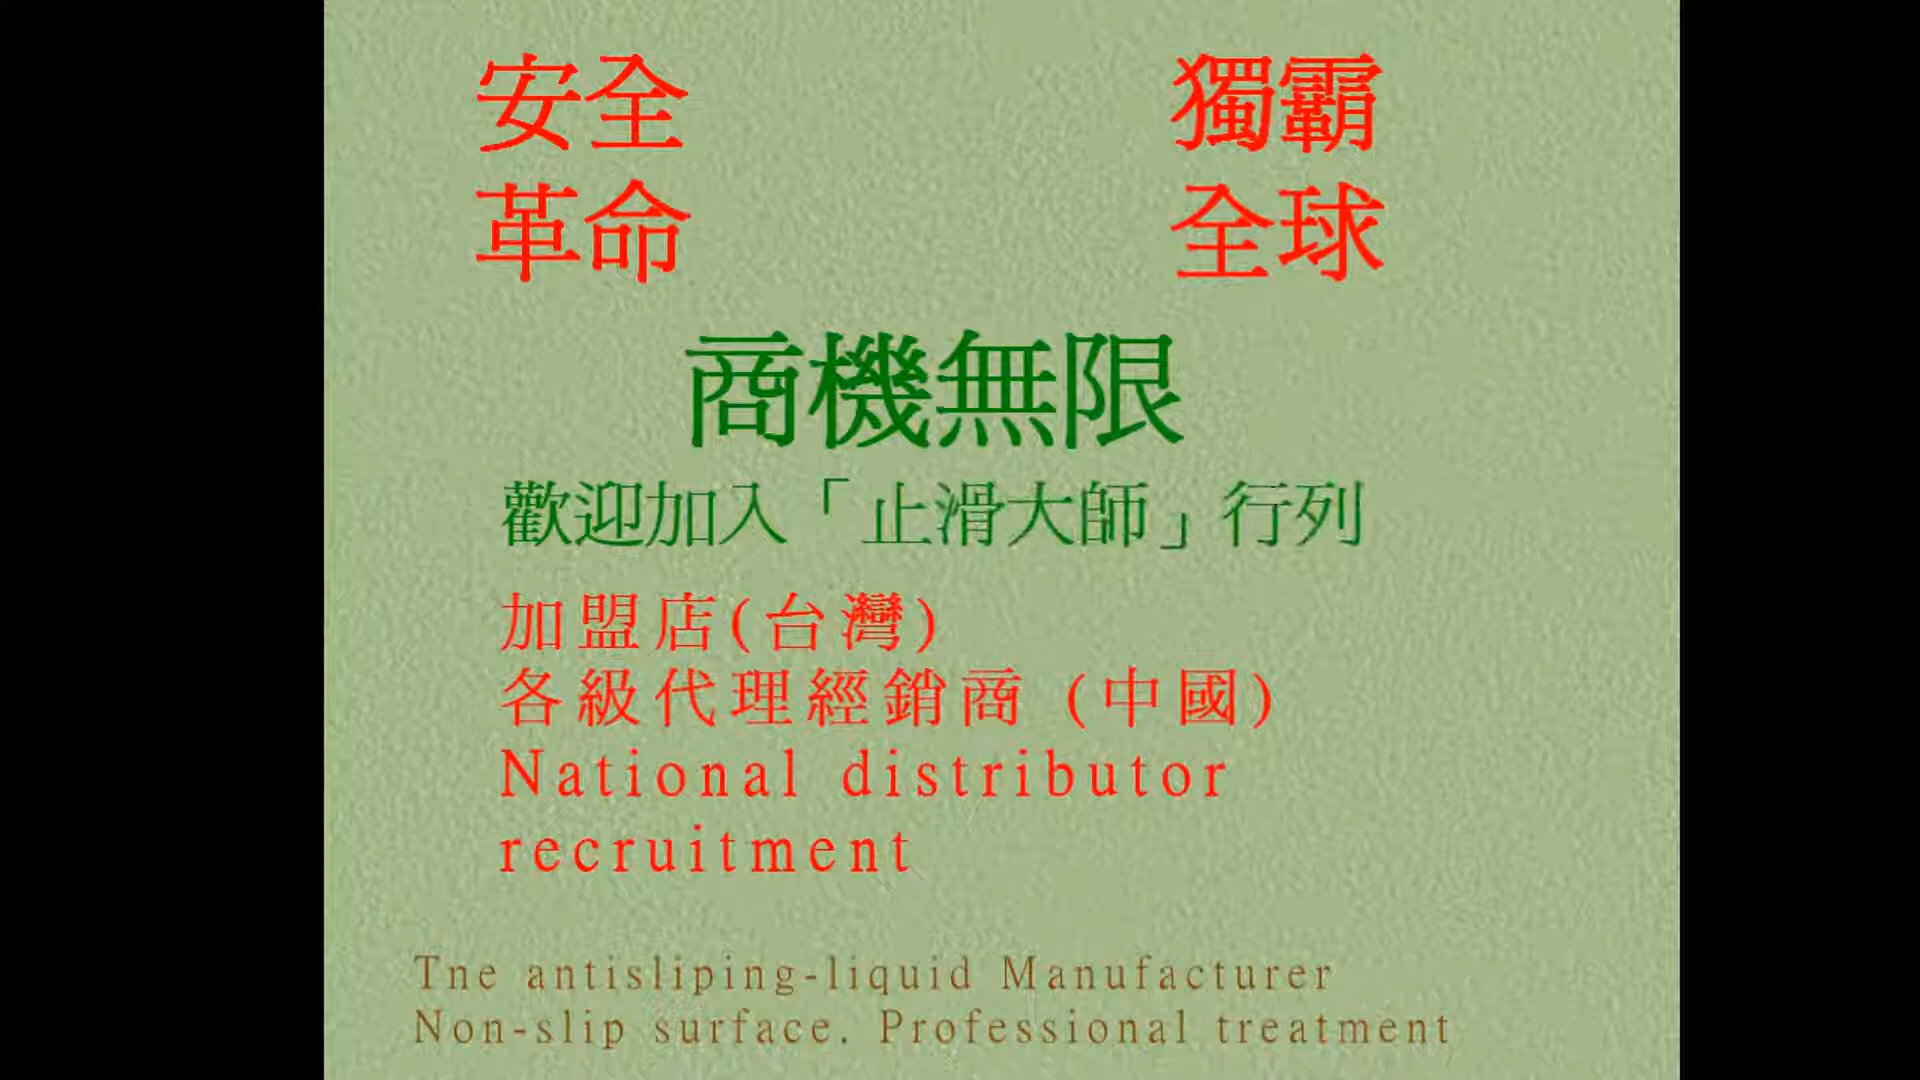 安全 獨霸
革命 全球
商機無限
歡迎加入「止滑大師」行列
加盟店(台灣)
各級代理經銷商 (中國)
National distributor
recruitment
Tne antisliping-liquid Manufacturer
Non-slip surface. Professional treatment